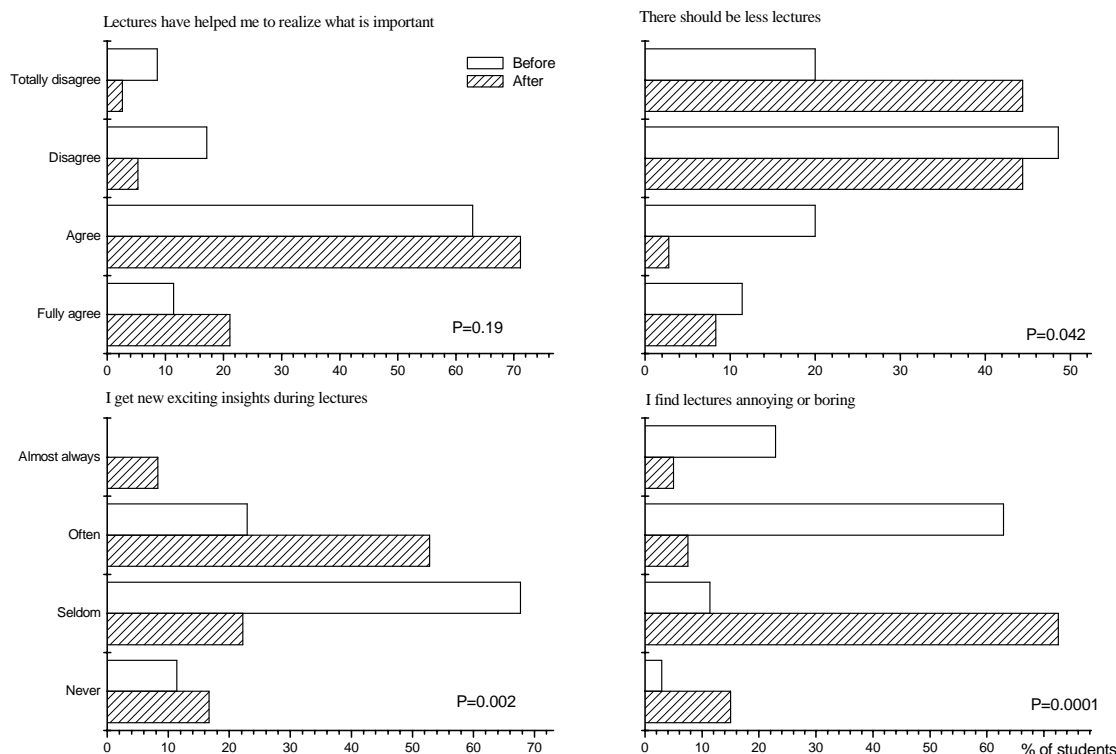 Lectures have helped me to realize what is important
Before
After
Totally disagree
Disagree
Agree
Fully agree
P=0.19
0 10 20 30 40 50 60 70
There should be less lectures
P=0.042
0 10 20 30 40 50
I get new exciting insights during lectures
Almost always
Often
Seldom
Never
P=0.002
0 10 20 30 40 50 60 70
I find lectures annoying or boring
P=0.0001
0 10 20 30 40 50 60 70
% of students